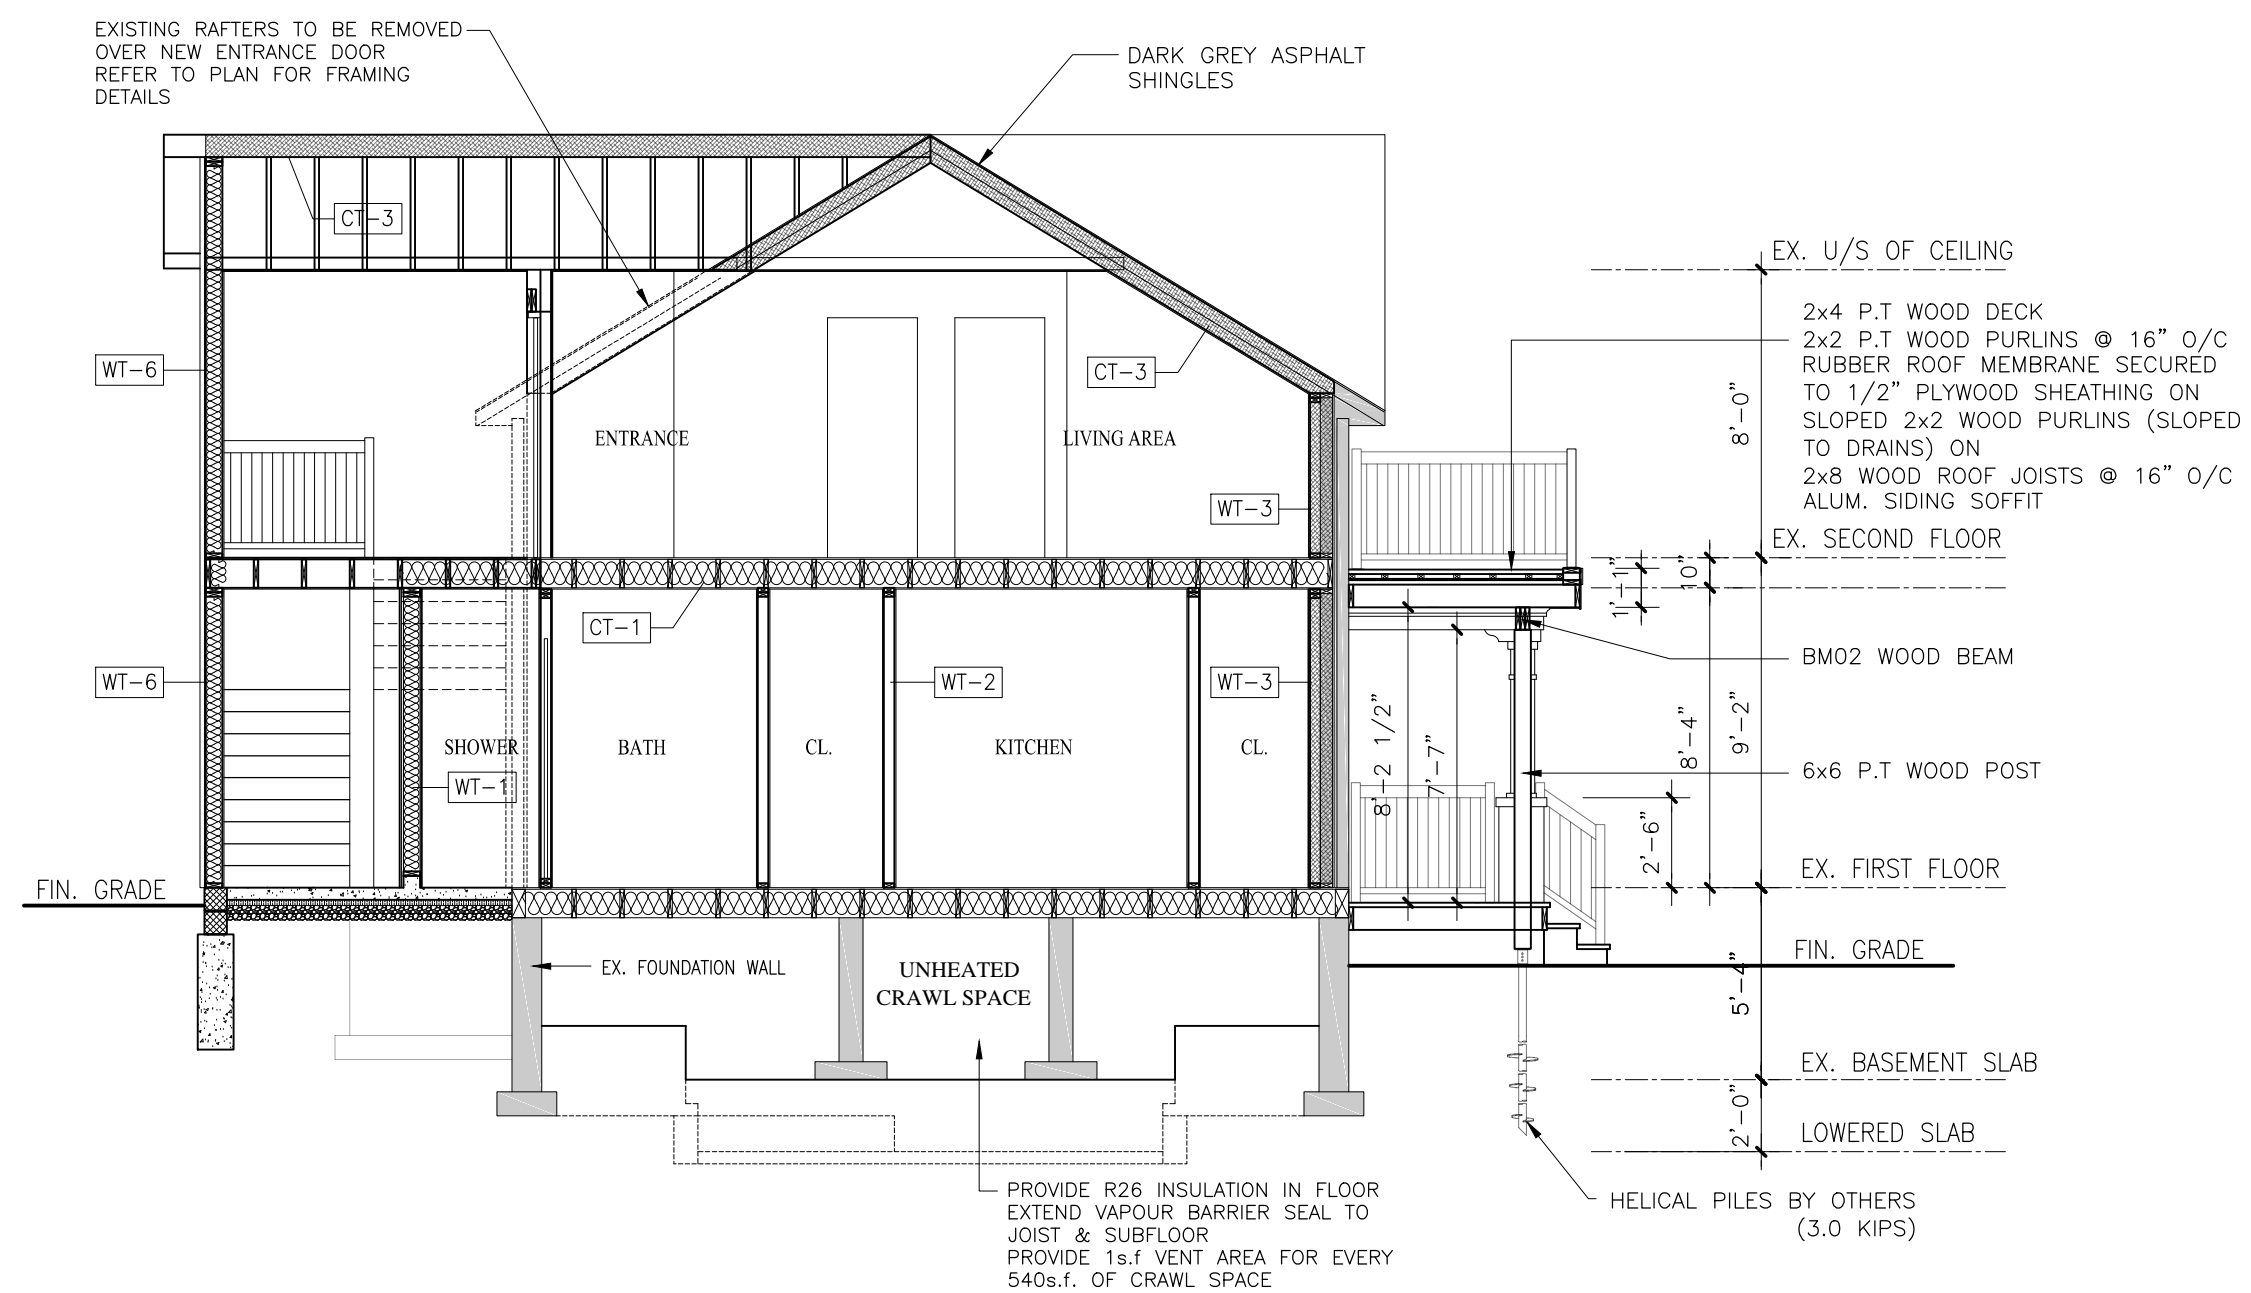 EXISTING RAFTERS TO BE REMOVED
OVER NEW ENTRANCE DOOR
REFER TO PLAN FOR FRAMING
DETAILS
DARK GREY ASPHALT
SHINGLES
CT-3
EX. U/S OF CEILING
2x4 P.T WOOD DECK
2x2 P.T WOOD PURLINS @ 16" O/C
RUBBER ROOF MEMBRANE SECURED
TO 1/2" PLYWOOD SHEATHING ON
SLOPED 2x2 WOOD PURLINS (SLOPED
TO DRAINS) ON
2x8 WOOD ROOF JOISTS @ 16" O/C
ALUM. SIDING SOFFIT
WT-6
CT-3
8'-0"
ENTRANCE
LIVING AREA
WT-3
EX. SECOND FLOOR
10"
1'-1"
CT-1
BM02 WOOD BEAM
WT-6
WT-2
WT-3
8'-2 1/2"
7'-7"
8'-4"
9'-2"
SHOWER
BATH
CL.
KITCHEN
CL.
WT-1
6x6 P.T WOOD POST
2'-6"
FIN. GRADE
EX. FIRST FLOOR
FIN. GRADE
EX. FOUNDATION WALL
UNHEATED
CRAWL SPACE
5'-4"
EX. BASEMENT SLAB
2'-0"
LOWERED SLAB
PROVIDE R26 INSULATION IN FLOOR
EXTEND VAPOUR BARRIER SEAL TO
JOIST & SUBFLOOR
PROVIDE 1s.f VENT AREA FOR EVERY
540s.f. OF CRAWL SPACE
HELICAL PILES BY OTHERS
(3.0 KIPS)